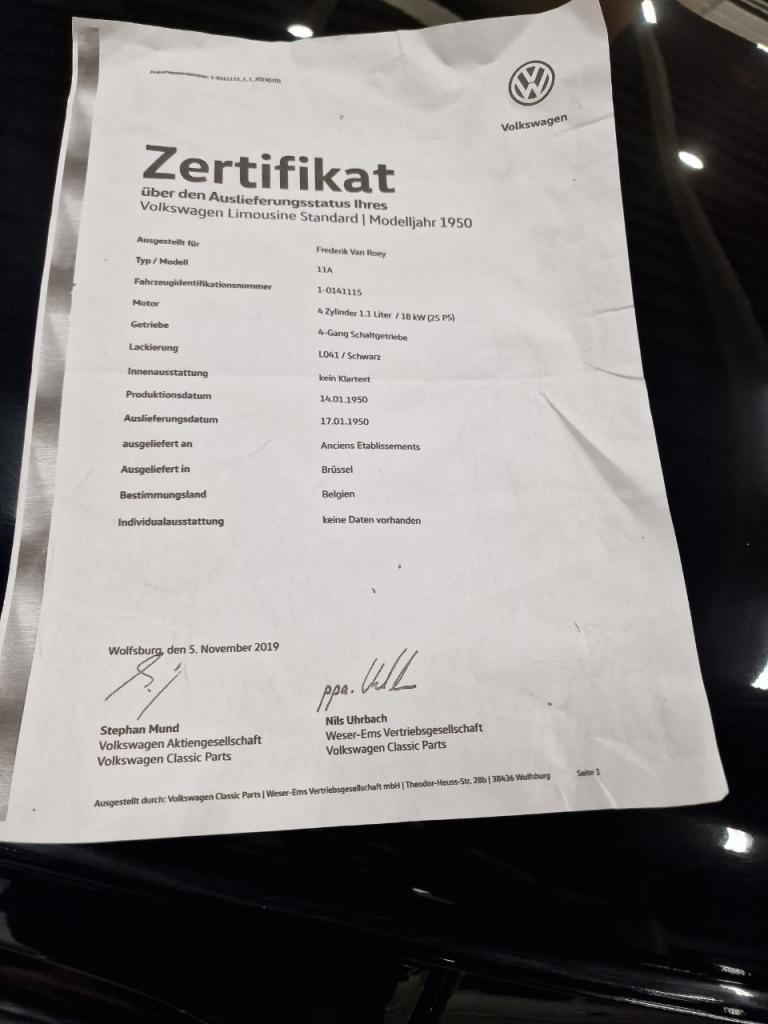 Dokumentennummer: 1-0141115_1_1_20190701
Volkswagen
Zertifikat
über den Auslieferungsstatus Ihres
Volkswagen Limousine Standard | Modelljahr 1950
Ausgestellt für Frederik Van Roey
Typ / Modell 11A
Fahrzeugidentifikationsnummer 1-0141115
Motor 4 Zylinder 1.1 Liter / 18 kW (25 PS)
Getriebe 4-Gang Schaltgetriebe
Lackierung L041 / Schwarz
Innenausstattung kein Klartext
Produktionsdatum 14.01.1950
Auslieferungsdatum 17.01.1950
ausgeliefert an Anciens Etablissements
Ausgeliefert in Brüssel
Bestimmungsland Belgien
Individualausstattung keine Daten vorhanden
Wolfsburg, den 5. November 2019
ppa.
Stephan Mund
Volkswagen Aktiengesellschaft
Volkswagen Classic Parts
Nils Uhrbach
Weser-Ems Vertriebsgesellschaft
Volkswagen Classic Parts
Ausgestellt durch: Volkswagen Classic Parts | Weser-Ems Vertriebsgesellschaft mbH | Theodor-Heuss-Str. 28b | 38436 Wolfsburg
Seite 1